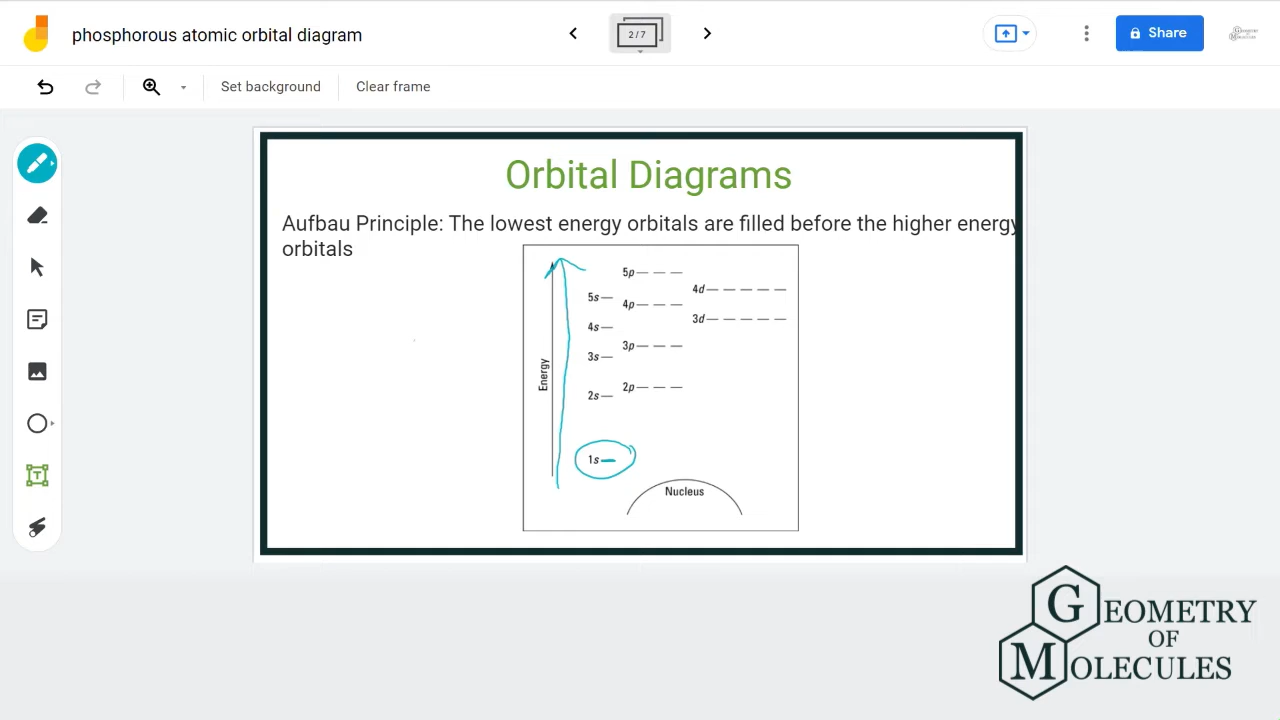 phosphorous atomic orbital diagram
2 / 7
Share
Set background
Clear frame
Orbital Diagrams
Aufbau Principle: The lowest energy orbitals are filled before the higher energy
orbitals
5p
4d
5s
4p
3d
4s
3p
3s
Energy
2p
2s
1s
Nucleus
GEOMETRY
OF
MOLECULES